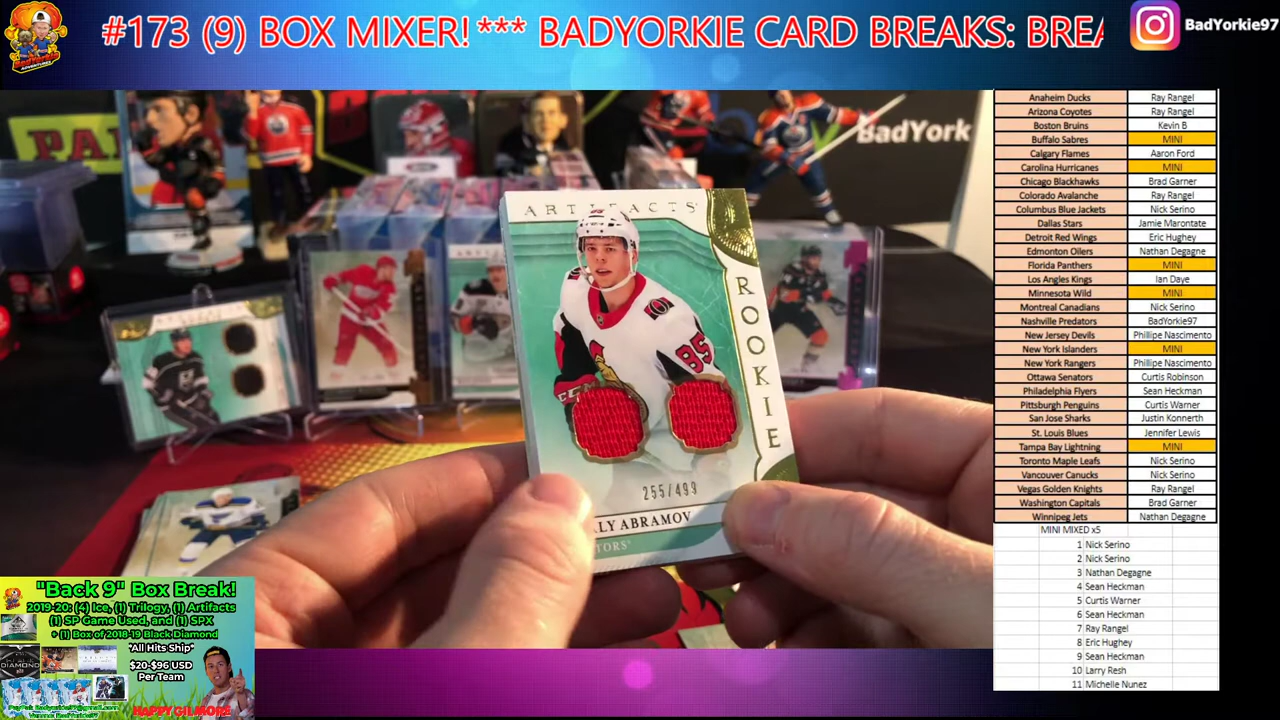 #173 (9) BOX MIXER! *** BADYORKIE CARD BREAKS: BREA
BadYorkie97
BadYork
ARTIFACTS
ROOKIE
85
255/499
LY ABRAMOV
TORS
Anaheim Ducks Ray Rangel
Arizona Coyotes Ray Rangel
Boston Bruins Kevin B
Buffalo Sabres MINI
Calgary Flames Aaron Ford
Carolina Hurricanes MINI
Chicago Blackhawks Brad Garner
Colorado Avalanche Ray Rangel
Columbus Blue Jackets Nick Serino
Dallas Stars Jamie Marontate
Detroit Red Wings Eric Hughey
Edmonton Oilers Nathan Degagne
Florida Panthers MINI
Los Angeles Kings Ian Daye
Minnesota Wild MINI
Montreal Canadians Nick Serino
Nashville Predators BadYorkie97
New Jersey Devils Phillipe Nascimento
New York Islanders MINI
New York Rangers Phillipe Nascimento
Ottawa Senators Curtis Robinson
Philadelphia Flyers Sean Heckman
Pittsburgh Penguins Curtis Warner
San Jose Sharks Justin Konnerth
St. Louis Blues Jennifer Lewis
Tampa Bay Lightning MINI
Toronto Maple Leafs Nick Serino
Vancouver Canucks Nick Serino
Vegas Golden Knights Ray Rangel
Washington Capitals Brad Garner
Winnipeg Jets Nathan Degagne
MINI MIXED x5
1 Nick Serino
2 Nick Serino
3 Nathan Degagne
4 Sean Heckman
5 Curtis Warner
6 Sean Heckman
7 Ray Rangel
8 Eric Hughey
9 Sean Heckman
10 Larry Resh
11 Michelle Nunez
"Back 9" Box Break!
2019-20: (4) Ice, (1) Trilogy, (1) Artifacts
(1) SP Game Used, and (1) SPX
+ (1) Box of 2018-19 Black Diamond
*All Hits Ship*
$20-$96 USD
Per Team
DIAMOND
HAPPY GILMORE